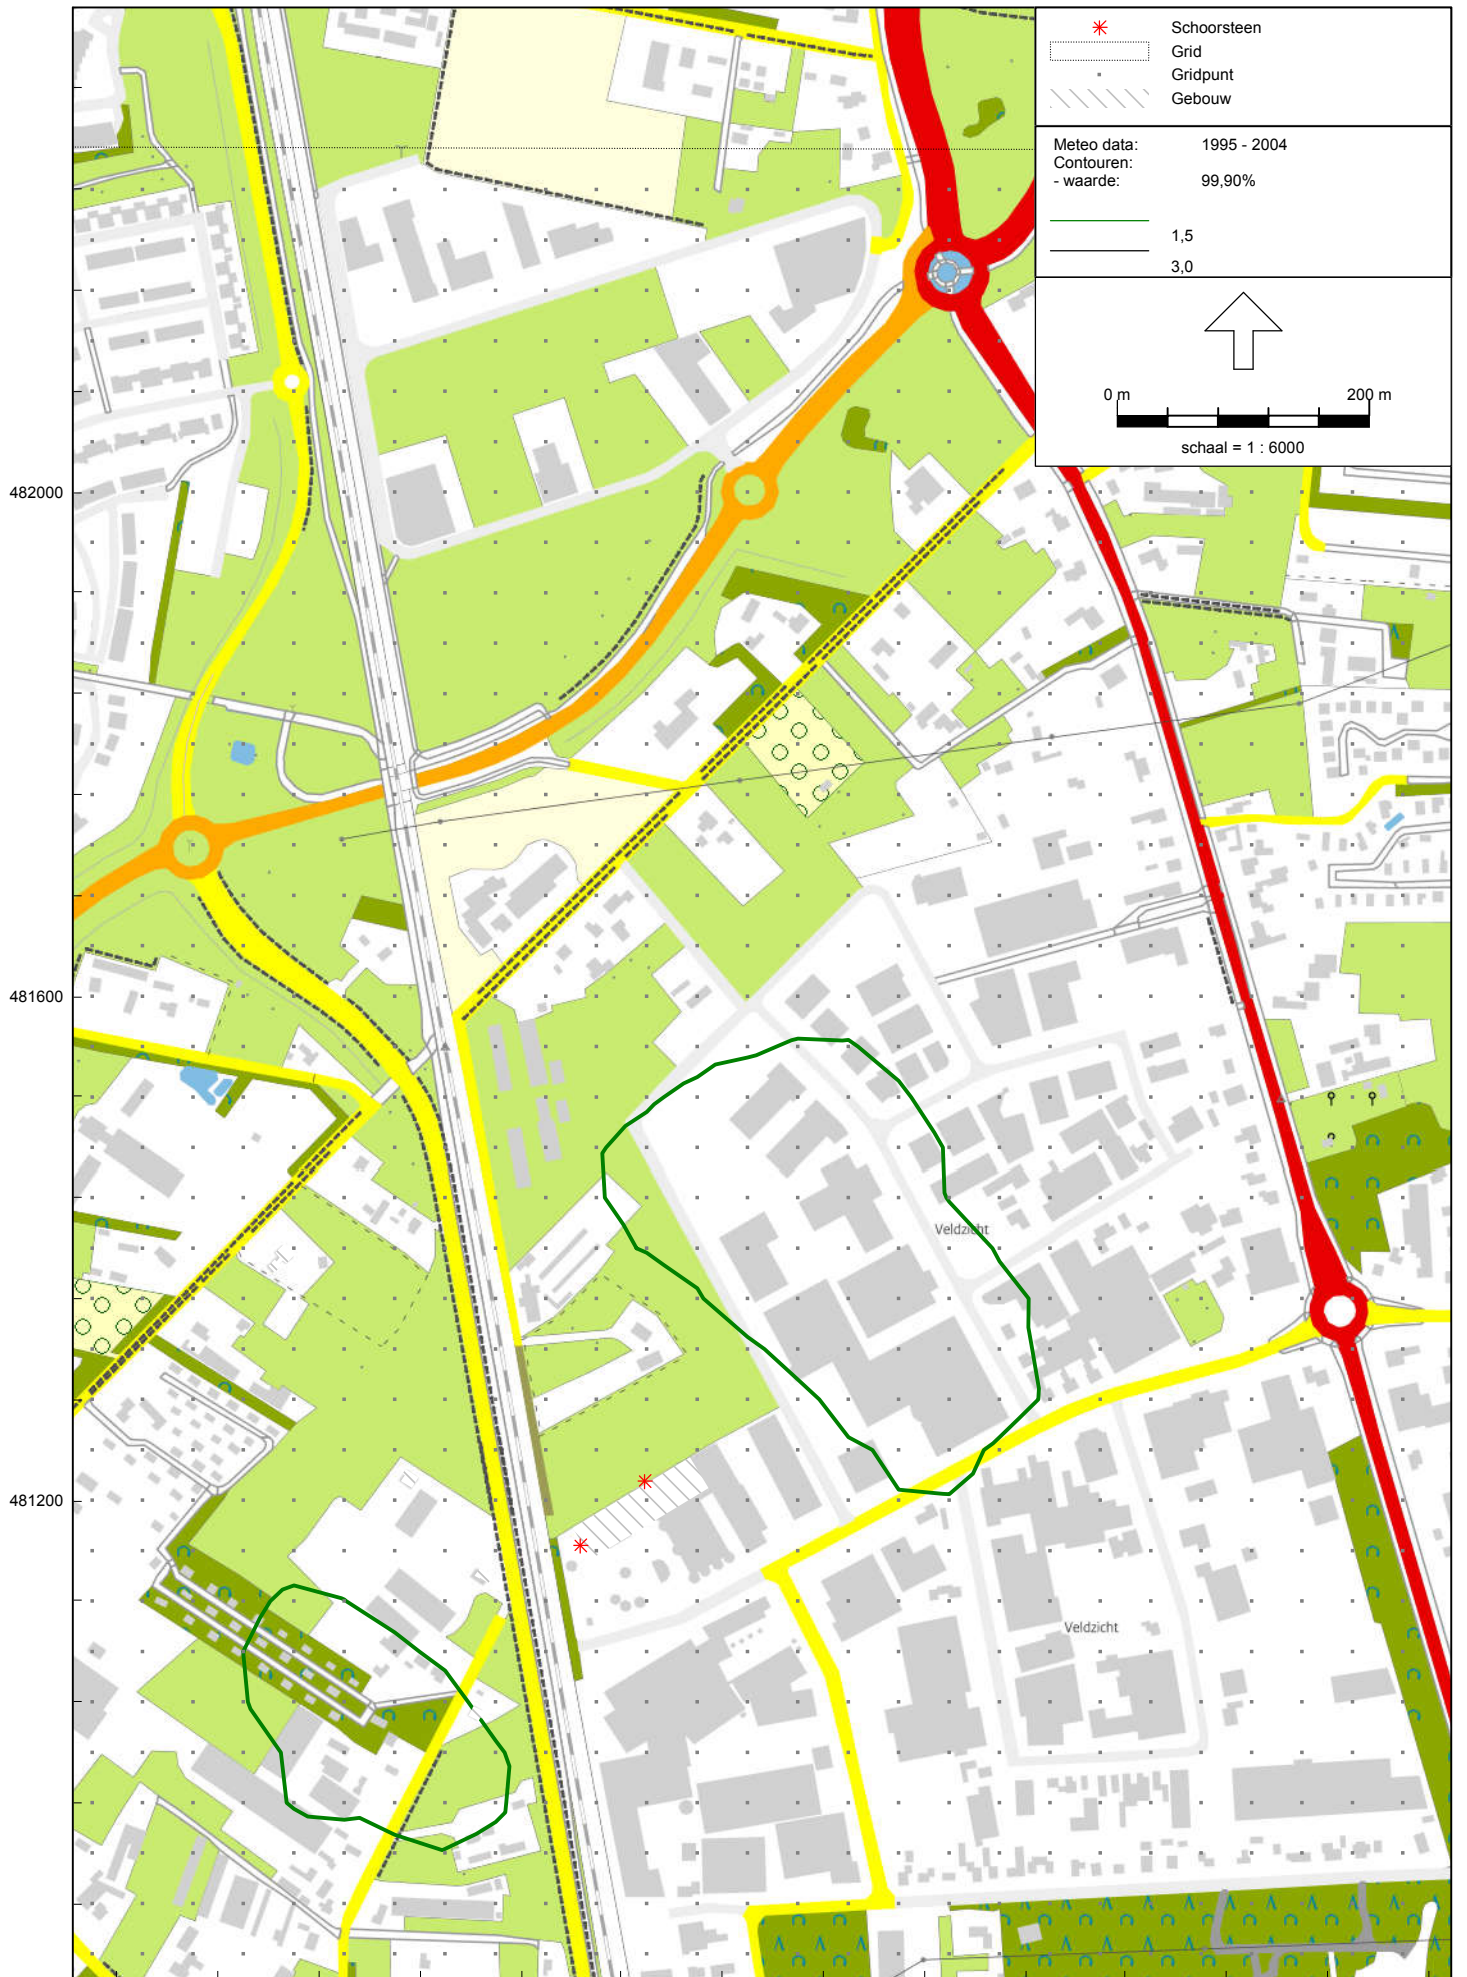 Schoorsteen
Grid
Gridpunt
Gebouw
Meteo data: 1995 - 2004
Contouren:
- waarde: 99,90%
1,5
3,0
0 m 200 m
schaal = 1 : 6000
482000
481600
Veldzicht
481200
Veldzicht